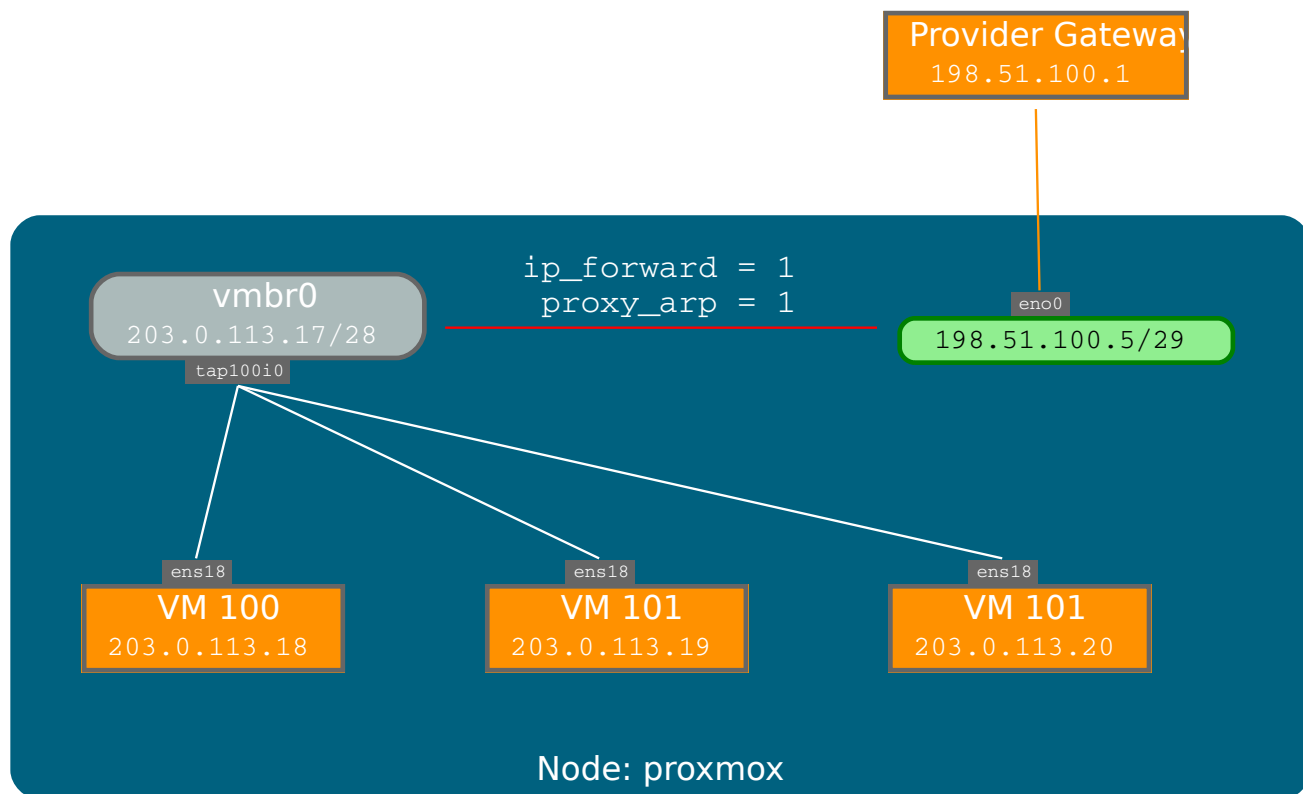 Provider Gateway
198.51.100.1
ip_forward = 1
proxy_arp = 1
vmbr0
203.0.113.17/28
tap100i0
eno0
198.51.100.5/29
ens18
ens18
ens18
VM 100
203.0.113.18
VM 101
203.0.113.19
VM 101
203.0.113.20
Node: proxmox